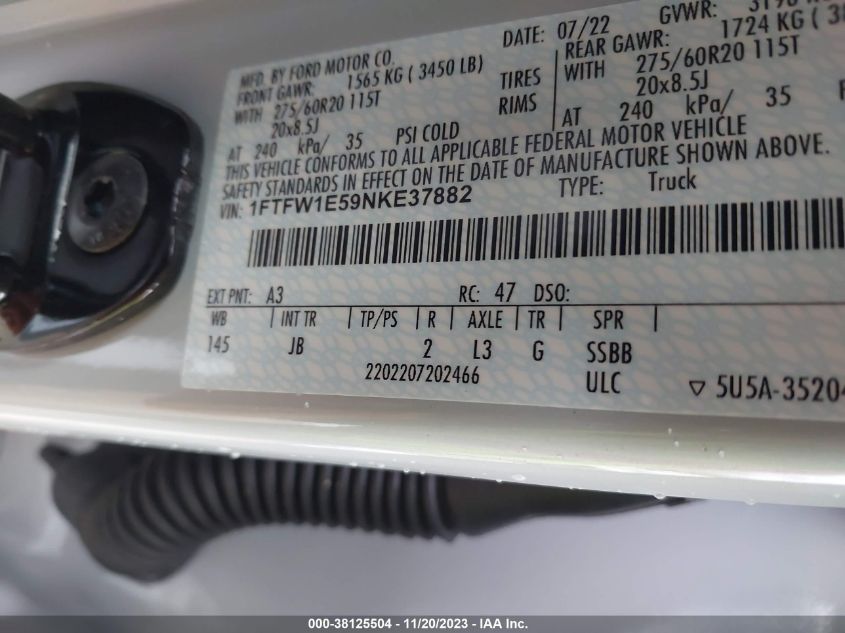 MFD. BY FORD MOTOR CO. DATE: 07/22 GVWR:
FRONT GAWR: 1565 KG ( 3450 LB) REAR GAWR: 1724 KG (
WITH 275/60R20 115T TIRES WITH 275/60R20 115T
20x8.5J RIMS 20x8.5J
AT 240 kPa/ 35 PSI COLD AT 240 kPa/ 35
THIS VEHICLE CONFORMS TO ALL APPLICABLE FEDERAL MOTOR VEHICLE
SAFETY STANDARDS IN EFFECT ON THE DATE OF MANUFACTURE SHOWN ABOVE.
VIN: 1FTFW1E59NKE37882 TYPE: Truck
EXT PNT: A3 RC: 47 DSO:
WB | INT TR | TP/PS | R | AXLE | TR | SPR |
145 JB 2 L3 G SSBB
2202207202466 ULC ▽ 5U5A-35204
000-38125504 - 11/20/2023 - IAA Inc.